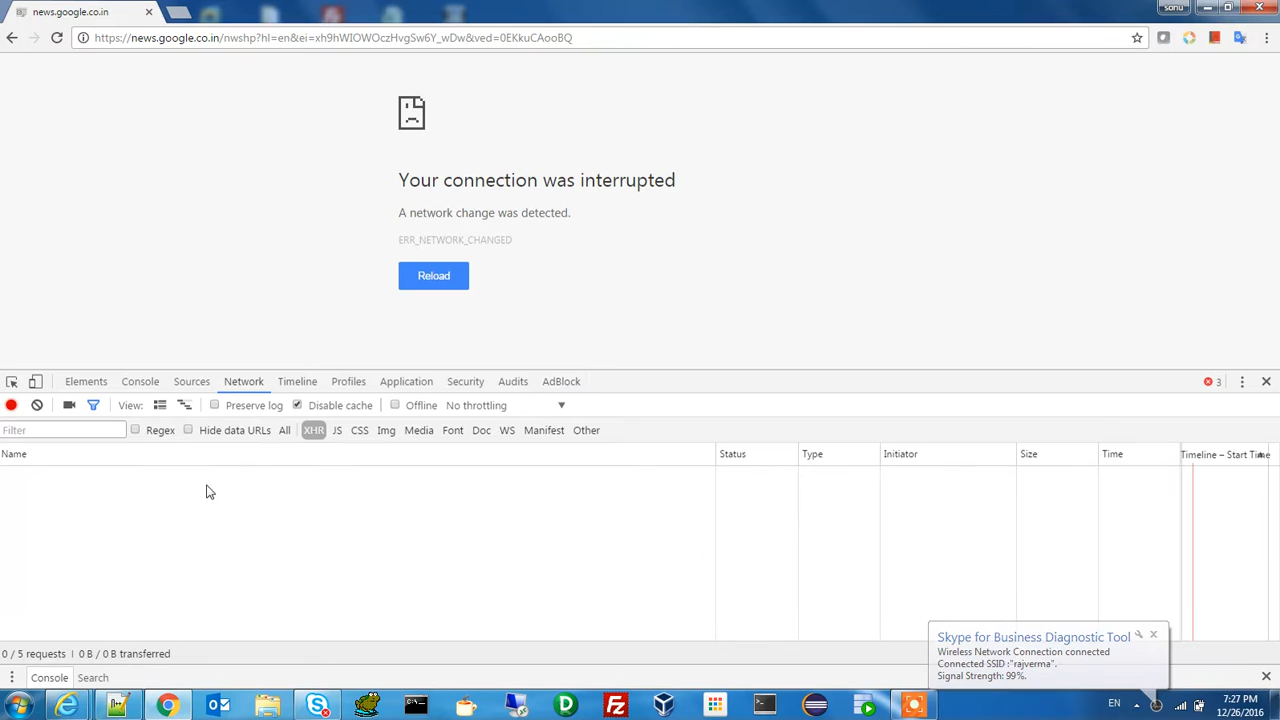 news.google.co.in
sanu
https://news.google.co.in/nwshp?hl=en&ei=xh9hWIOWOczHvgSw6Y_wDw&ved=0EKkuCAooBQ
Your connection was interrupted
A network change was detected.
ERR_NETWORK_CHANGED
Reload
Elements Console Sources Network Timeline Profiles Application Security Audits AdBlock 3
View: Preserve log Disable cache Offline No throttling
Filter Regex Hide data URLs All XHR JS CSS Img Media Font Doc WS Manifest Other
Name Status Type Initiator Size Time Timeline – Start Time
Skype for Business Diagnostic Tool
Wireless Network Connection connected
Connected SSID :"rajverma".
Signal Strength: 99%.
0 / 5 requests | 0 B / 0 B transferred
Console Search
EN 7:27 PM
12/26/2016